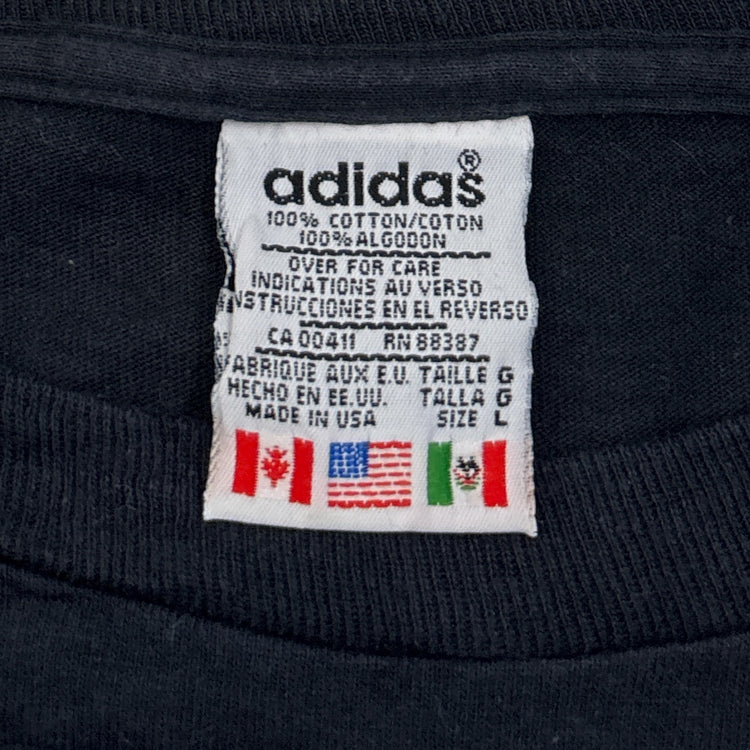 adidas®
100% COTTON/COTON
100% ALGODON
OVER FOR CARE
INDICATIONS AU VERSO
INSTRUCCIONES EN EL REVERSO
CA 00411 RN 88387
FABRIQUE AUX E.U. TAILLE G
HECHO EN EE.UU. TALLA G
MADE IN USA SIZE L